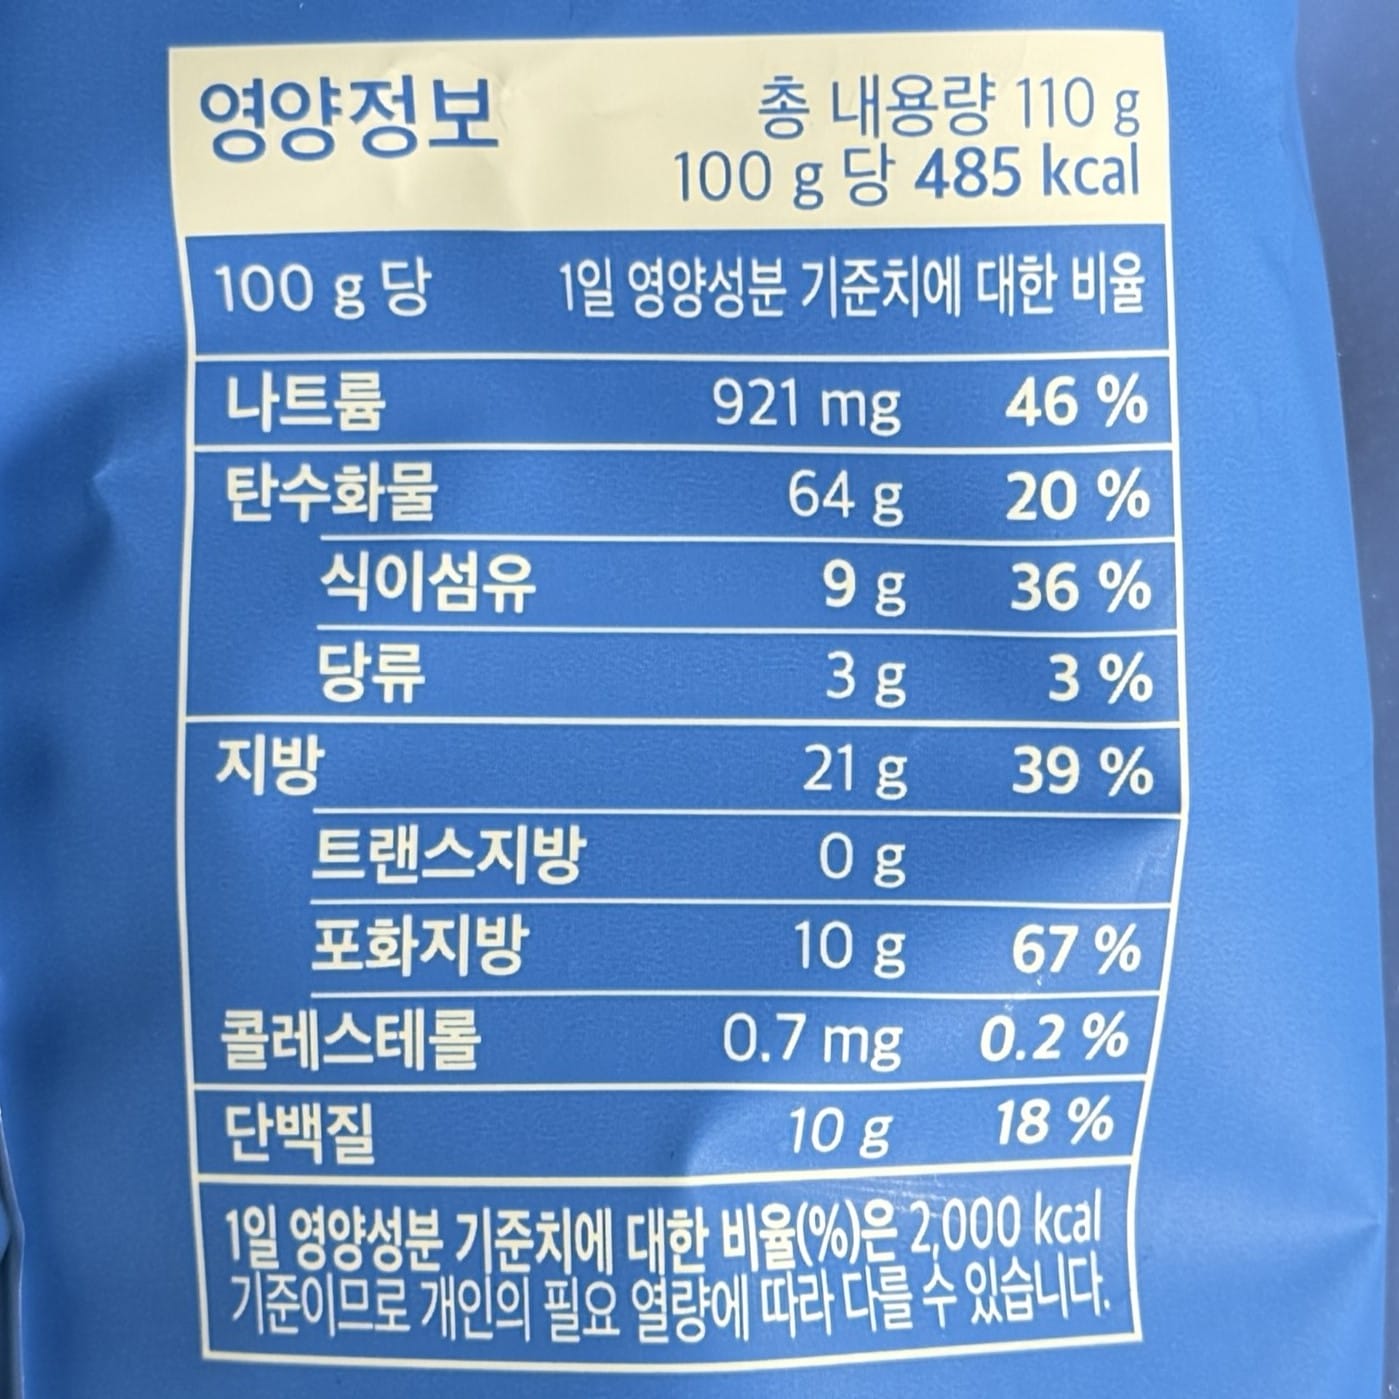 영양정보
총 내용량 110 g
100 g 당 485 kcal
100 g 당 1일 영양성분 기준치에 대한 비율
나트륨 921 mg 46 %
탄수화물 64 g 20 %
식이섬유 9 g 36 %
당류 3 g 3 %
지방 21 g 39 %
트랜스지방 0 g
포화지방 10 g 67 %
콜레스테롤 0.7 mg 0.2 %
단백질 10 g 18 %
1일 영양성분 기준치에 대한 비율(%)은 2,000 kcal
기준이므로 개인의 필요 열량에 따라 다를 수 있습니다.